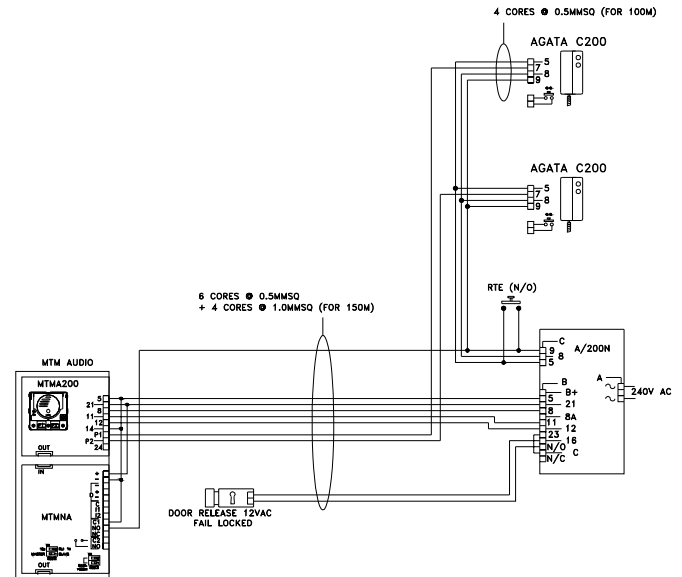 4 CORES @ 0.5MMSQ (FOR 100M)
AGATA C200
5
7
8
9
AGATA C200
5
7
8
9
6 CORES @ 0.5MMSQ
+ 4 CORES @ 1.0MMSQ (FOR 150M)
RTE (N/O)
C
9
8
5
A/200N
A
240V AC
B
B+
5
21
8
8A
11
12
23
16
N/O
C
N/C
MTM AUDIO
MTMA200
5
21
8
11
12
14
P1
P2
24
OUT
IN
MTMNA
OUT
DOOR RELEASE 12VAC
FAIL LOCKED